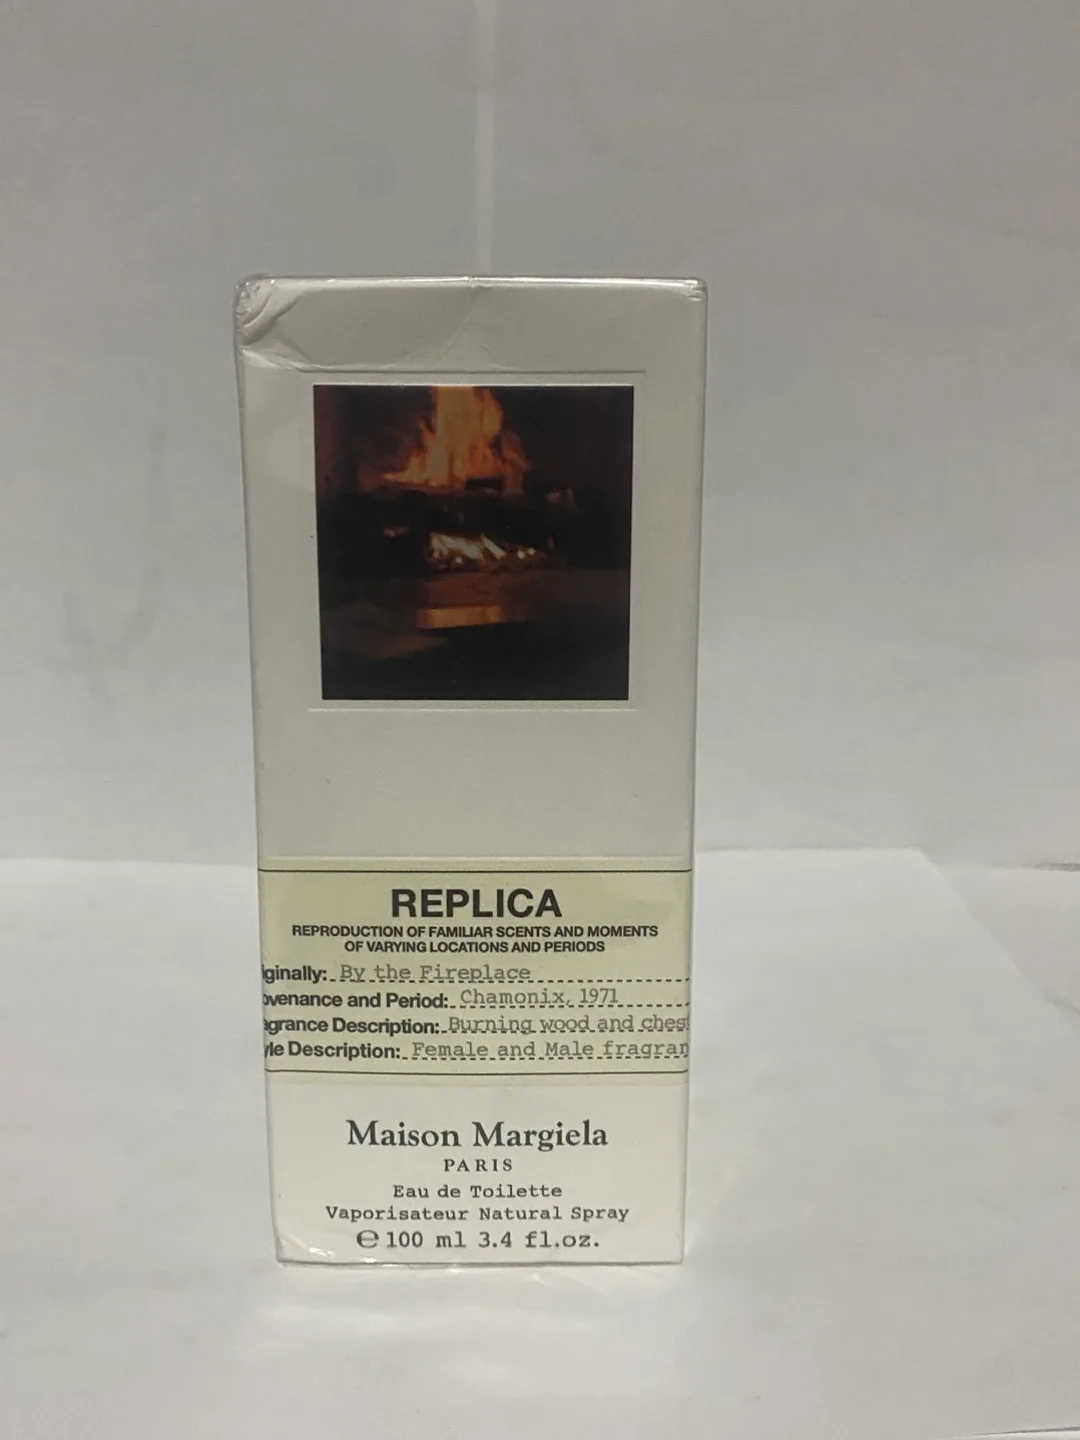 REPLICA
REPRODUCTION OF FAMILIAR SCENTS AND MOMENTS
OF VARYING LOCATIONS AND PERIODS
iginally: By the Fireplace
ovenance and Period: Chamonix, 1971
agrance Description: Burning wood and chest
yle Description: Female and Male fragran
Maison Margiela
PARIS
Eau de Toilette
Vaporisateur Natural Spray
℮ 100 ml 3.4 fl.oz.